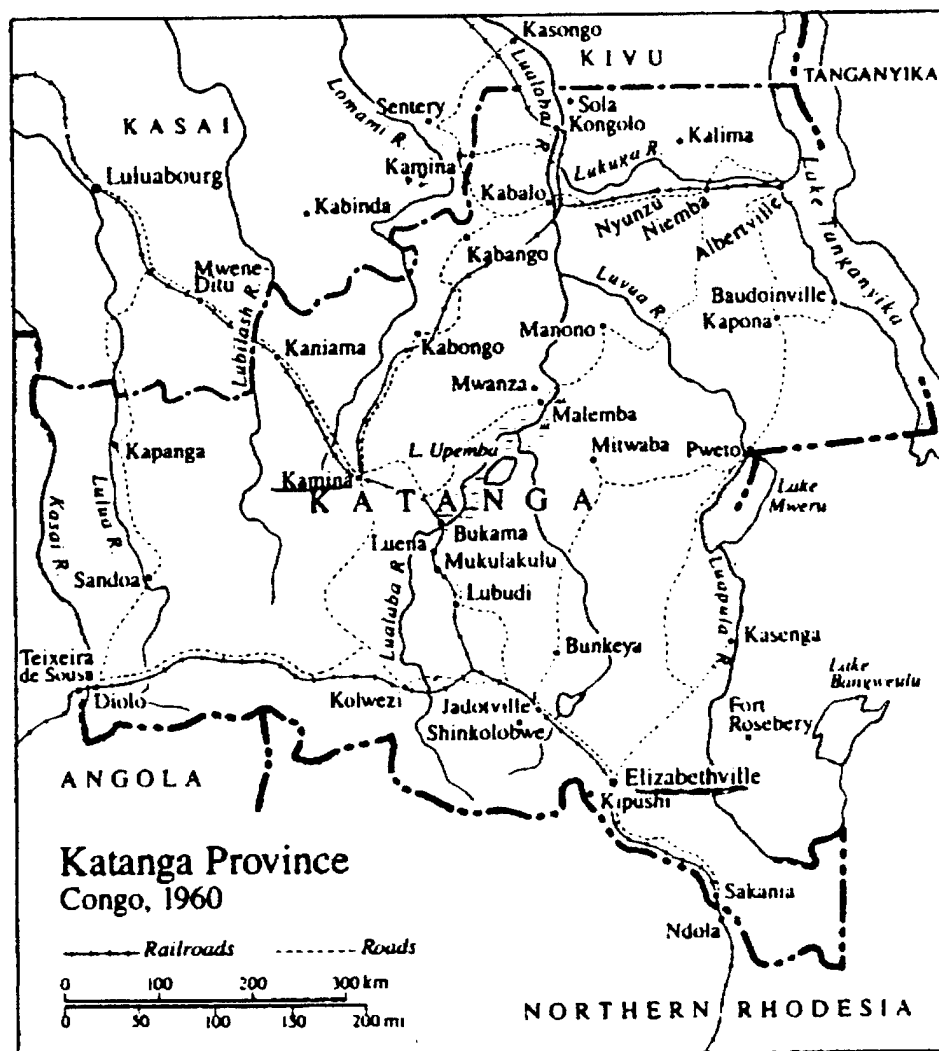 Kasongo
KIVU
TANGANYIKA
Lualobai R.
Lomami R.
Sentery
Sola
Kongolo
KASAI
Kalima
Kamina
Lukuxa R.
Luluabourg
Kabalo
Kabinda
Nyunzu
Niemba
Albertville
Lake Tanganyika
Kabango
Mwene-
Ditu
Lubilash R.
Luvua R.
Baudoinville
Kapona
Manono
Kaniama
Kabongo
Mwanza
Malemba
Kapanga
L. Upemba
Mitwaba
Pweto
Kamina
KATANGA
Lake
Mweru
Kasai R.
Lulua R.
Bukama
Luena
Mukulakulu
Sandoa
Lubudi
Lualuba R.
Luapula R.
Kasenga
Bunkeya
Teixeira
de Sousa
Lake
Bangweulu
Diolo
Kolwezi
Jadotville
Shinkolobwe
Fort
Rosebery
ANGOLA
Elizabethville
Kipushi
Katanga Province
Congo, 1960
Sakania
Ndola
Railroads
Roads
0 100 200 300 km
0 50 100 150 200 mi
NORTHERN RHODESIA